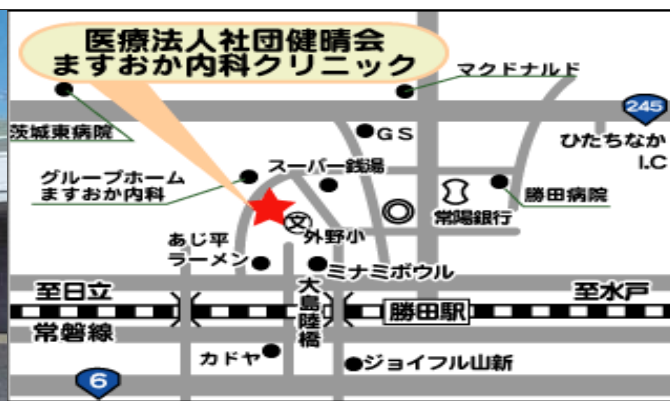 医療法人社団健晴会
ますおか内科クリニック
マクドナルド
245
茨城東病院
GS
ひたちなか
I.C
グループホーム
ますおか内科
スーパー銭湯
勝田病院
常陽銀行
文
外野小
あじ平
ラーメン
ミナミボウル
至日立
大島陸橋
勝田駅
至水戸
常磐線
カドヤ
ジョイフル山新
6